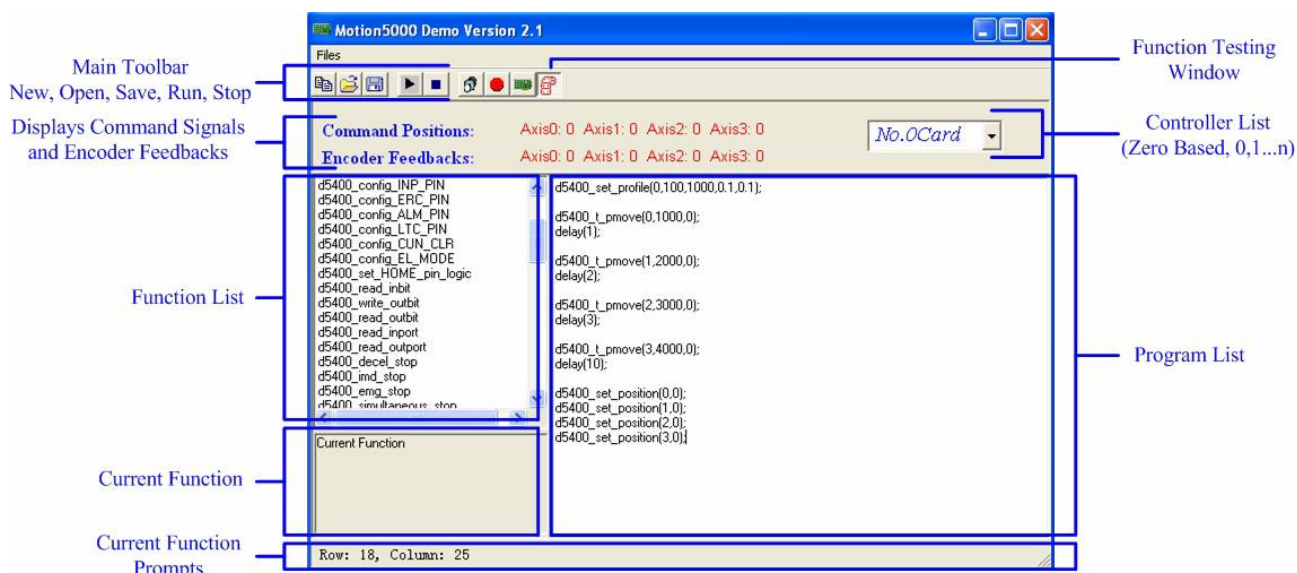 Motion5000 Demo Version 2.1
Files
Main Toolbar
New, Open, Save, Run, Stop
Function Testing
Window
Displays Command Signals
and Encoder Feedbacks
Command Positions: Axis0: 0 Axis1: 0 Axis2: 0 Axis3: 0
Encoder Feedbacks: Axis0: 0 Axis1: 0 Axis2: 0 Axis3: 0
No.0Card
Controller List
(Zero Based, 0,1...n)
Function List
d5400_config_INP_PIN
d5400_config_ERC_PIN
d5400_config_ALM_PIN
d5400_config_LTC_PIN
d5400_config_CUN_CLR
d5400_config_EL_MODE
d5400_set_HOME_pin_logic
d5400_read_inbit
d5400_write_outbit
d5400_read_outbit
d5400_read_inport
d5400_read_outport
d5400_decel_stop
d5400_imd_stop
d5400_emg_stop
d5400_simultaneous_stop
d5400_set_profile(0,100,1000,0.1,0.1);
d5400_t_pmove(0,1000,0);
delay(1);
d5400_t_pmove(1,2000,0);
delay(2);
d5400_t_pmove(2,3000,0);
delay(3);
d5400_t_pmove(3,4000,0);
delay(10);
d5400_set_position(0,0);
d5400_set_position(1,0);
d5400_set_position(2,0);
d5400_set_position(3,0);
Program List
Current Function
Current Function
Current Function
Prompts
Row: 18, Column: 25